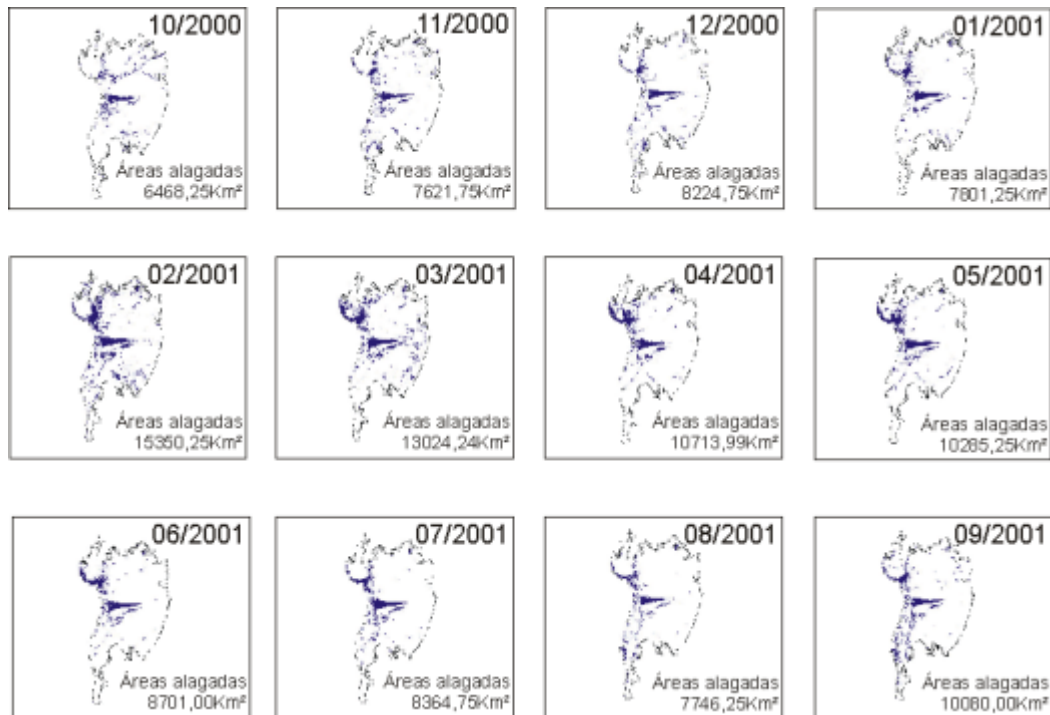 10/2000
Áreas alagadas
6468,25Km²
11/2000
Áreas alagadas
7621,75Km²
12/2000
Áreas alagadas
8224,75Km²
01/2001
Áreas alagadas
7801,25Km²
02/2001
Áreas alagadas
15350,25Km²
03/2001
Áreas alagadas
13024,24Km²
04/2001
Áreas alagadas
10713,99Km²
05/2001
Áreas alagadas
10285,25Km²
06/2001
Áreas alagadas
8701,00Km²
07/2001
Áreas alagadas
8364,75Km²
08/2001
Áreas alagadas
7746,25Km²
09/2001
Áreas alagadas
10080,00Km²